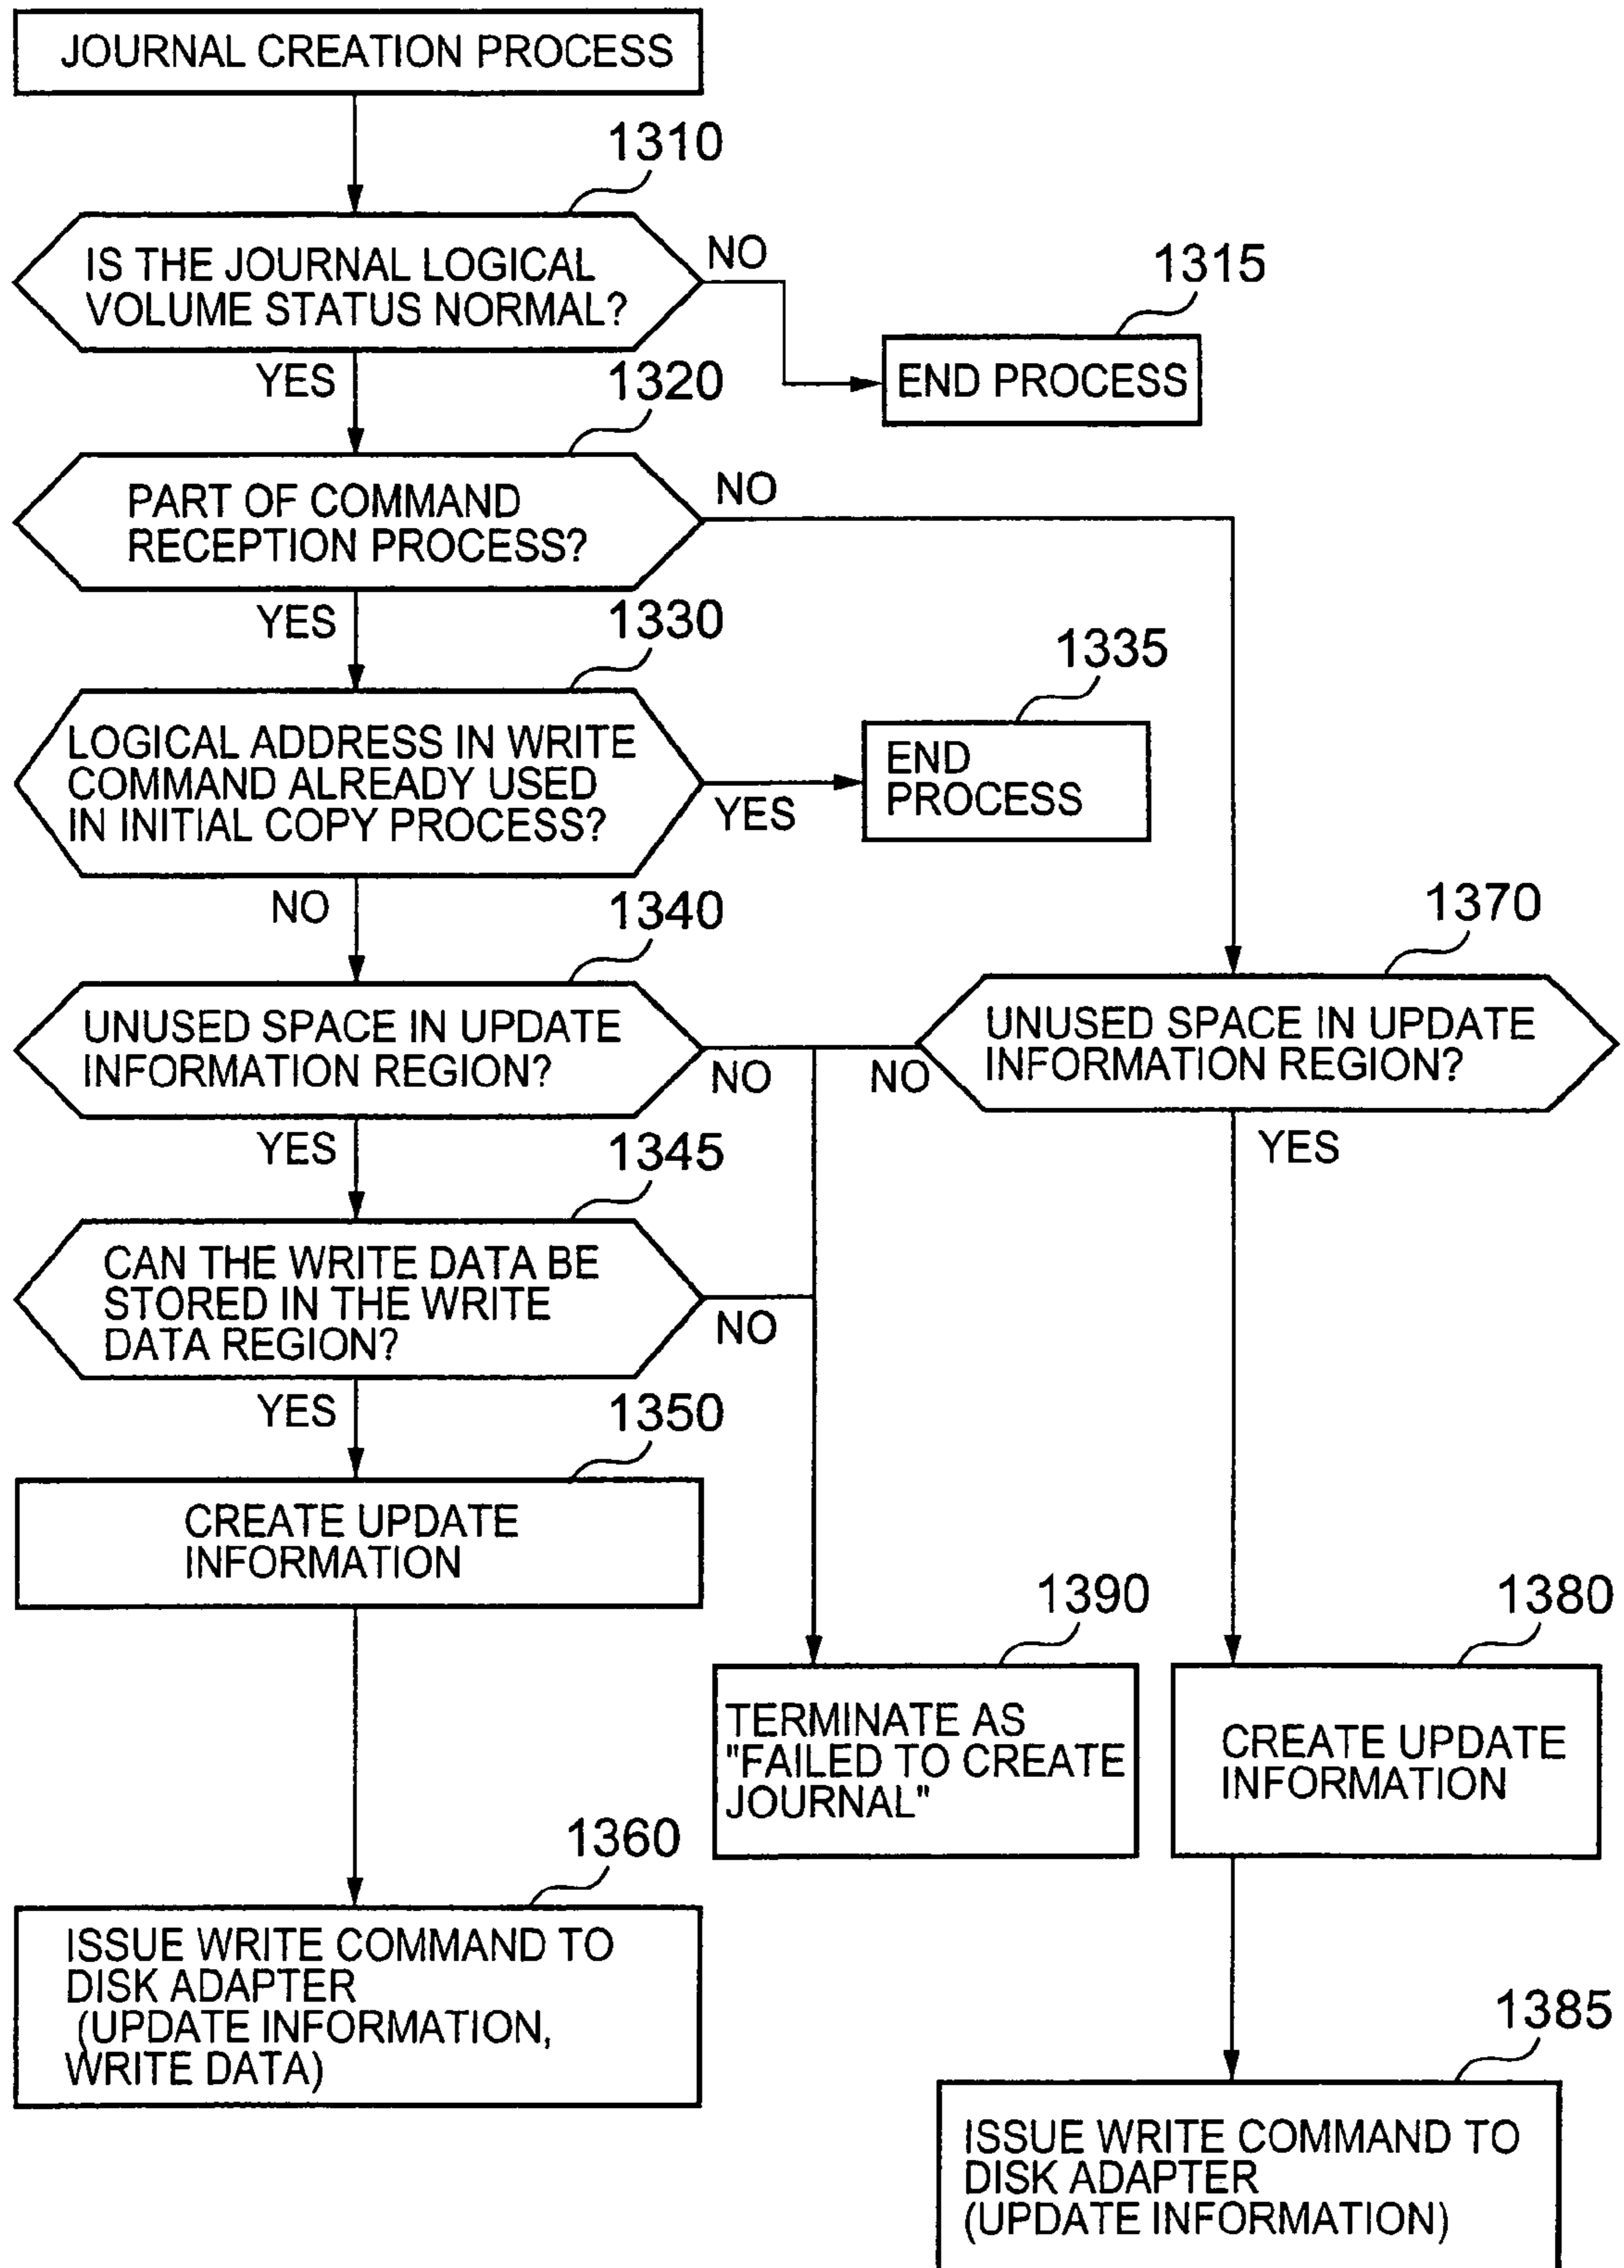 JOURNAL CREATION PROCESS
1310
IS THE JOURNAL LOGICAL
VOLUME STATUS NORMAL?
NO
1315
END PROCESS
YES
1320
PART OF COMMAND
RECEPTION PROCESS?
NO
YES
1330
LOGICAL ADDRESS IN WRITE
COMMAND ALREADY USED
IN INITIAL COPY PROCESS?
YES
1335
END
PROCESS
NO
1340
UNUSED SPACE IN UPDATE
INFORMATION REGION?
NO
1370
UNUSED SPACE IN UPDATE
INFORMATION REGION?
NO
YES
YES
1345
CAN THE WRITE DATA BE
STORED IN THE WRITE
DATA REGION?
NO
YES
1350
CREATE UPDATE
INFORMATION
1390
TERMINATE AS
"FAILED TO CREATE
JOURNAL"
1380
CREATE UPDATE
INFORMATION
1360
ISSUE WRITE COMMAND TO
DISK ADAPTER
(UPDATE INFORMATION,
WRITE DATA)
1385
ISSUE WRITE COMMAND TO
DISK ADAPTER
(UPDATE INFORMATION)